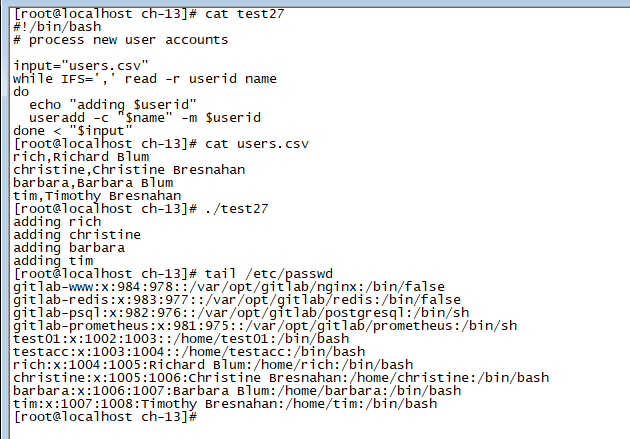 [root@localhost ch-13]# cat test27
#!/bin/bash
# process new user accounts

input="users.csv"
while IFS=',' read -r userid name
do
  echo "adding $userid"
  useradd -c "$name" -m $userid
done < "$input"
[root@localhost ch-13]# cat users.csv
rich,Richard Blum
christine,Christine Bresnahan
barbara,Barbara Blum
tim,Timothy Bresnahan
[root@localhost ch-13]# ./test27
adding rich
adding christine
adding barbara
adding tim
[root@localhost ch-13]# tail /etc/passwd
gitlab-www:x:984:978::/var/opt/gitlab/nginx:/bin/false
gitlab-redis:x:983:977::/var/opt/gitlab/redis:/bin/false
gitlab-psql:x:982:976::/var/opt/gitlab/postgresql:/bin/sh
gitlab-prometheus:x:981:975::/var/opt/gitlab/prometheus:/bin/sh
test01:x:1002:1003::/home/test01:/bin/bash
testacc:x:1003:1004::/home/testacc:/bin/bash
rich:x:1004:1005:Richard Blum:/home/rich:/bin/bash
christine:x:1005:1006:Christine Bresnahan:/home/christine:/bin/bash
barbara:x:1006:1007:Barbara Blum:/home/barbara:/bin/bash
tim:x:1007:1008:Timothy Bresnahan:/home/tim:/bin/bash
[root@localhost ch-13]#